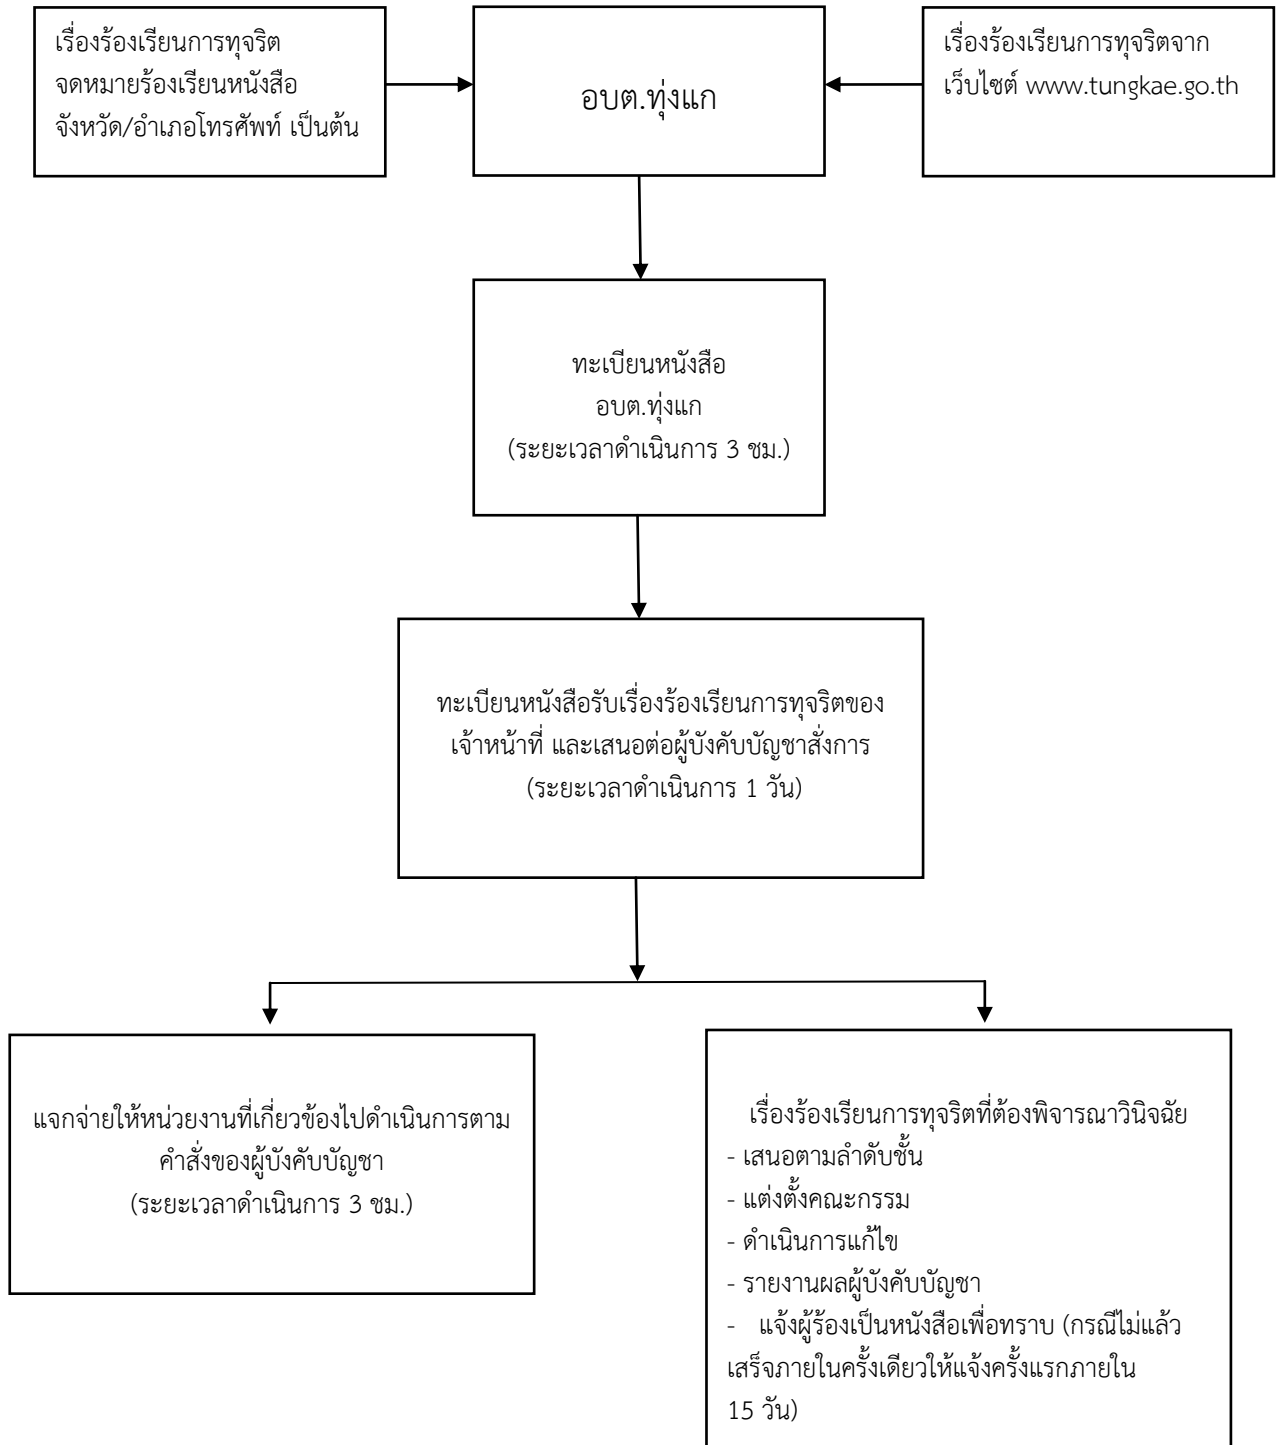 เรื่องร้องเรียนการทุจริต
จดหมายร้องเรียนหนังสือ
จังหวัด/อำเภอโทรศัพท์ เป็นต้น
อบต.ทุ่งแก
เรื่องร้องเรียนการทุจริตจาก
เว็บไซต์ www.tungkae.go.th
ทะเบียนหนังสือ
อบต.ทุ่งแก
(ระยะเวลาดำเนินการ 3 ชม.)
ทะเบียนหนังสือรับเรื่องร้องเรียนการทุจริตของ
เจ้าหน้าที่ และเสนอต่อผู้บังคับบัญชาสั่งการ
(ระยะเวลาดำเนินการ 1 วัน)
แจกจ่ายให้หน่วยงานที่เกี่ยวข้องไปดำเนินการตาม
คำสั่งของผู้บังคับบัญชา
(ระยะเวลาดำเนินการ 3 ชม.)
เรื่องร้องเรียนการทุจริตที่ต้องพิจารณาวินิจฉัย
- เสนอตามลำดับชั้น
- แต่งตั้งคณะกรรม
- ดำเนินการแก้ไข
- รายงานผลผู้บังคับบัญชา
- แจ้งผู้ร้องเป็นหนังสือเพื่อทราบ (กรณีไม่แล้ว
เสร็จภายในครั้งเดียวให้แจ้งครั้งแรกภายใน
15 วัน)